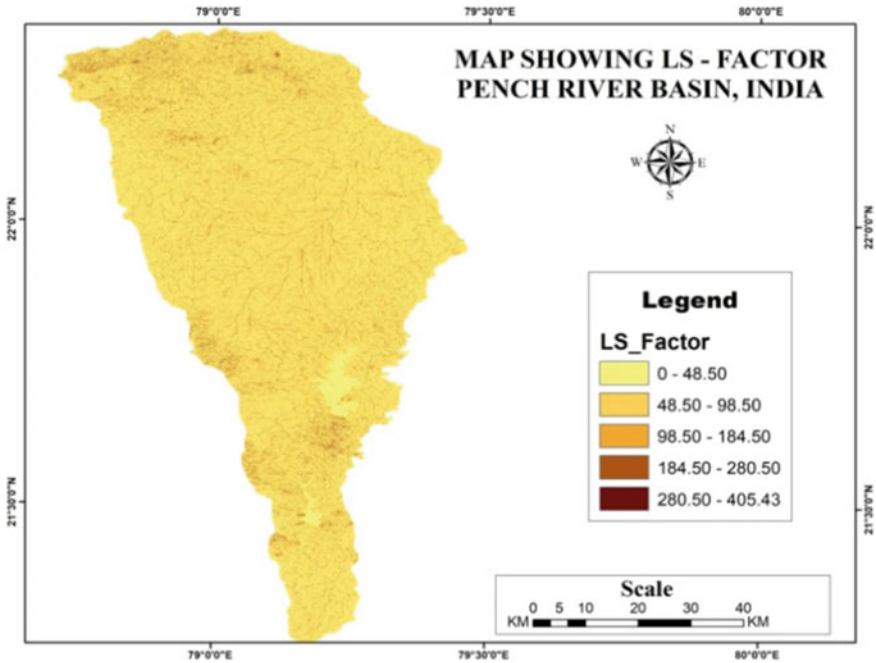 79°0'0"E 79°30'0"E 80°0'0"E
MAP SHOWING LS - FACTOR
PENCH RIVER BASIN, INDIA
N
W E
S
22°0'0"N 22°0'0"N
Legend
LS_Factor
0 - 48.50
48.50 - 98.50
98.50 - 184.50
184.50 - 280.50
280.50 - 405.43
21°30'0"N 21°30'0"N
Scale
0 5 10 20 30 40
KM KM
79°0'0"E 79°30'0"E 80°0'0"E